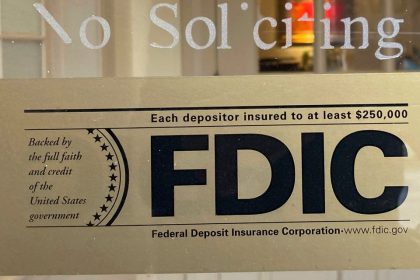 No Soliciting
Each depositor insured to at least $250,000
Backed by
the full faith
and credit
of the
United States
government
FDIC
Federal Deposit Insurance Corporation · www.fdic.gov